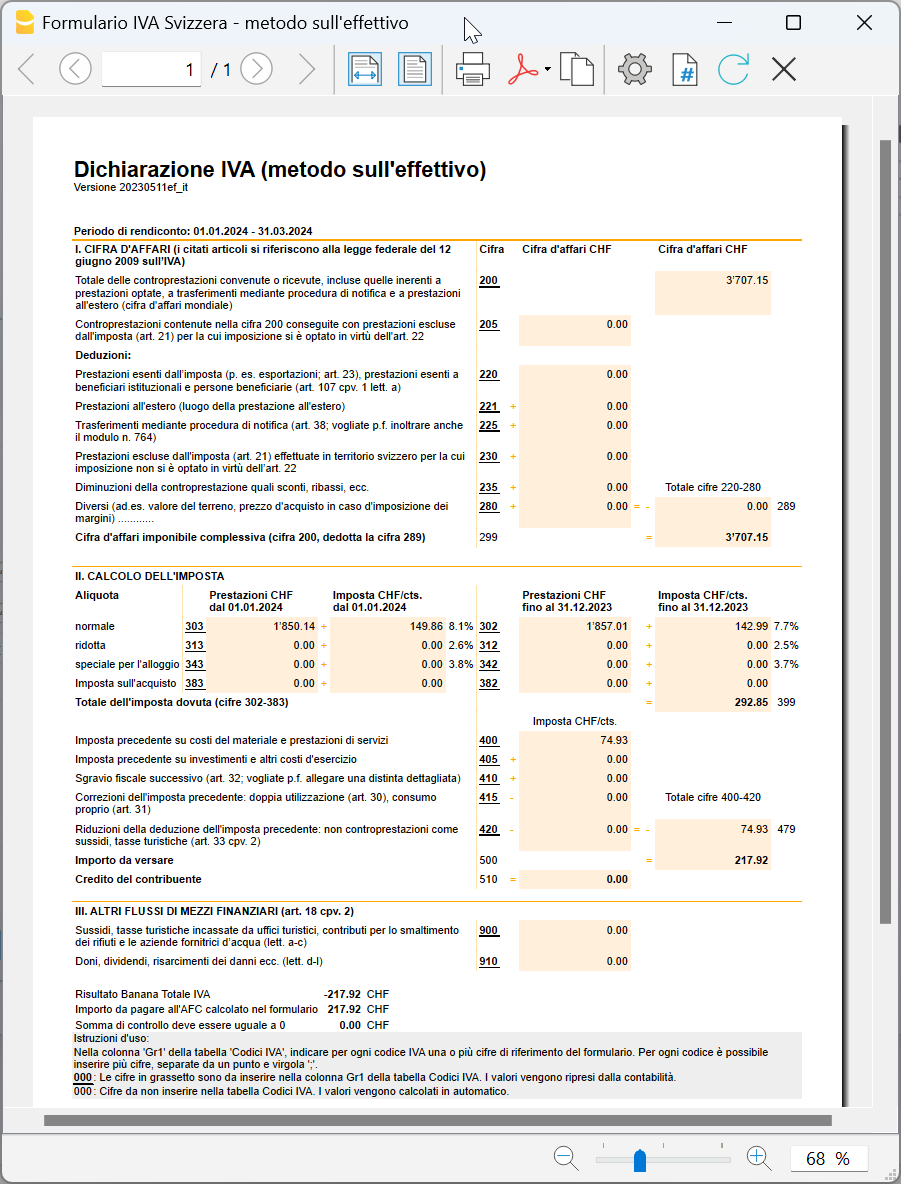 Formulario IVA Svizzera - metodo sull'effettivo
1 / 1
#
Dichiarazione IVA (metodo sull'effettivo)
Versione 20230511ef_it
Periodo di rendiconto: 01.01.2024 - 31.03.2024
I. CIFRA D'AFFARI (i citati articoli si riferiscono alla legge federale del 12 Cifra Cifra d'affari CHF Cifra d'affari CHF
giugno 2009 sull'IVA)
Totale delle controprestazioni convenute o ricevute, incluse quelle inerenti a 200 3'707.15
prestazioni optate, a trasferimenti mediante procedura di notifica e a prestazioni
all'estero (cifra d'affari mondiale)
Controprestazioni contenute nella cifra 200 conseguite con prestazioni escluse 205 0.00
dall'imposta (art. 21) per la cui imposizione si è optato in virtù dell'art. 22
Deduzioni:
Prestazioni esenti dall'imposta (p. es. esportazioni; art. 23), prestazioni esenti a 220 0.00
beneficiari istituzionali e persone beneficiarie (art. 107 cpv. 1 lett. a)
Prestazioni all'estero (luogo della prestazione all'estero) 221 + 0.00
Trasferimenti mediante procedura di notifica (art. 38; vogliate p.f. inoltrare anche 225 + 0.00
il modulo n. 764)
Prestazioni escluse dall'imposta (art. 21) effettuate in territorio svizzero per la cui 230 + 0.00
imposizione non si è optato in virtù dell'art. 22
Diminuzioni della controprestazione quali sconti, ribassi, ecc. 235 + 0.00 Totale cifre 220-280
Diversi (ad.es. valore del terreno, prezzo d'acquisto in caso d'imposizione dei 280 + 0.00 = - 0.00 289
margini) ............
Cifra d'affari imponibile complessiva (cifra 200, dedotta la cifra 289) 299 = 3'707.15
II. CALCOLO DELL'IMPOSTA
Aliquota Prestazioni CHF Imposta CHF/cts. Prestazioni CHF Imposta CHF/cts.
dal 01.01.2024 dal 01.01.2024 fino al 31.12.2023 fino al 31.12.2023
normale 303 1'850.14 + 149.86 8.1% 302 1'857.01 + 142.99 7.7%
ridotta 313 0.00 + 0.00 2.6% 312 0.00 + 0.00 2.5%
speciale per l'alloggio 343 0.00 + 0.00 3.8% 342 0.00 + 0.00 3.7%
Imposta sull'acquisto 383 0.00 + 0.00 382 0.00 + 0.00
Totale dell'imposta dovuta (cifre 302-383) = 292.85 399
Imposta CHF/cts.
Imposta precedente su costi del materiale e prestazioni di servizi 400 74.93
Imposta precedente su investimenti e altri costi d'esercizio 405 + 0.00
Sgravio fiscale successivo (art. 32; vogliate p.f. allegare una distinta dettagliata) 410 + 0.00
Correzioni dell'imposta precedente: doppia utilizzazione (art. 30), consumo 415 - 0.00 Totale cifre 400-420
proprio (art. 31)
Riduzioni della deduzione dell'imposta precedente: non controprestazioni come 420 - 0.00 = - 74.93 479
sussidi, tasse turistiche (art. 33 cpv. 2)
Importo da versare 500 = 217.92
Credito del contribuente 510 = 0.00
III. ALTRI FLUSSI DI MEZZI FINANZIARI (art. 18 cpv. 2)
Sussidi, tasse turistiche incassate da uffici turistici, contributi per lo smaltimento 900 0.00
dei rifiuti e le aziende fornitrici d'acqua (lett. a-c)
Doni, dividendi, risarcimenti dei danni ecc. (lett. d-l) 910 0.00
Risultato Banana Totale IVA -217.92 CHF
Importo da pagare all'AFC calcolato nel formulario 217.92 CHF
Somma di controllo deve essere uguale a 0 0.00 CHF
Istruzioni d'uso:
Nella colonna 'Gr1' della tabella 'Codici IVA', indicare per ogni codice IVA una o più cifre di riferimento del formulario. Per ogni codice è possibile
inserire più cifre, separate da un punto e virgola ';'.
000: Le cifre in grassetto sono da inserire nella colonna Gr1 della tabella Codici IVA. I valori vengono ripresi dalla contabilità.
000: Cifre da non inserire nella tabella Codici IVA. I valori vengono calcolati in automatico.
68 %